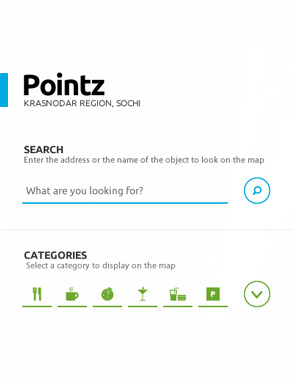 Pointz
KRASNODAR REGION, SOCHI
SEARCH
Enter the address or the name of the object to look on the map
What are you looking for?
CATEGORIES
Select a category to display on the map
P